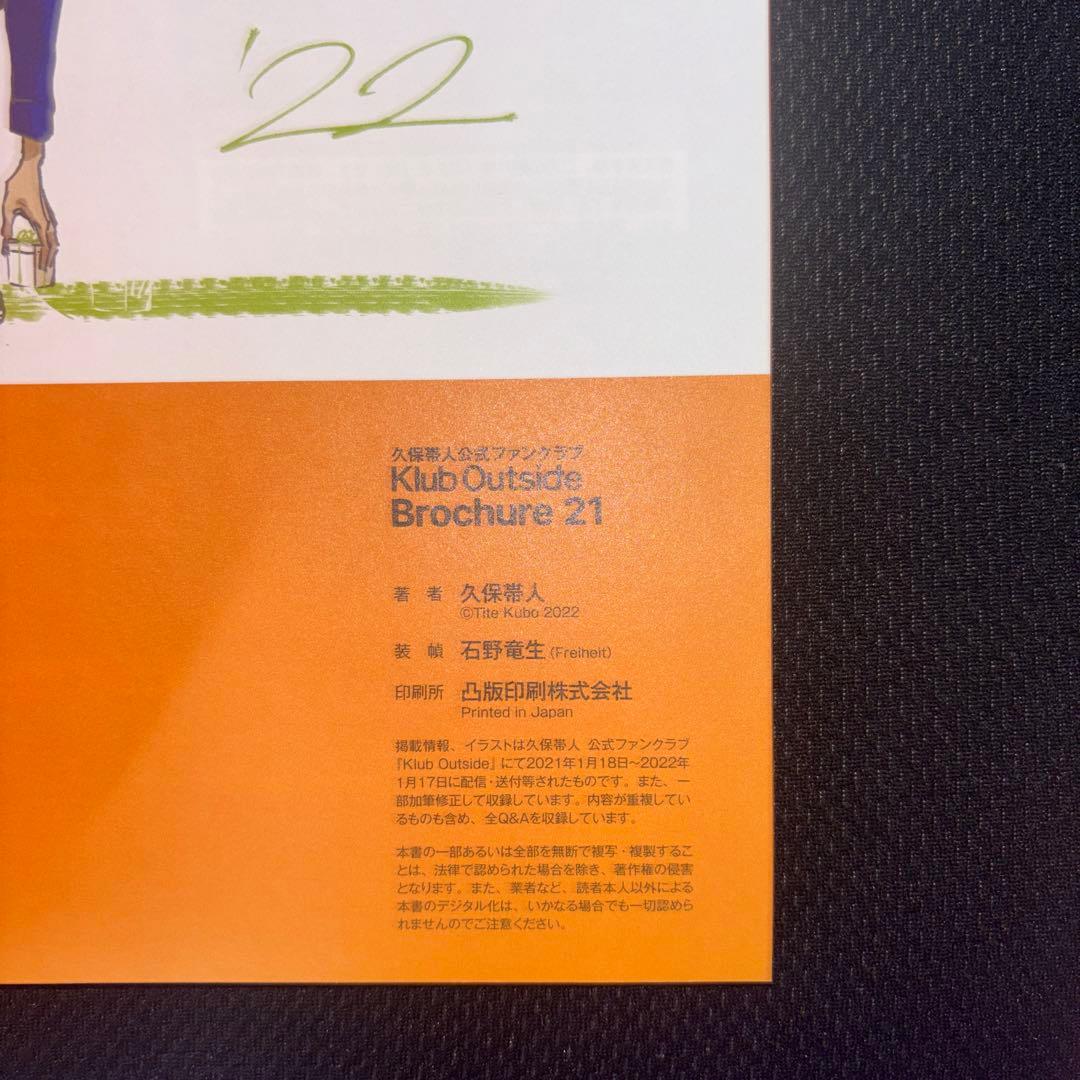 '22
久保帯人公式ファンクラブ
Klub Outside
Brochure 21
著 者 久保帯人
©Tite Kubo 2022
装 幀 石野竜生(Freiheit)
印刷所 凸版印刷株式会社
Printed in Japan
掲載情報、イラストは久保帯人 公式ファンクラブ
『Klub Outside』にて2021年1月18日〜2022年
1月17日に配信・送付等されたものです。また、一
部加筆修正して収録しています。内容が重複してい
るものも含め、全Q&Aを収録しています。
本書の一部あるいは全部を無断で複写・複製するこ
とは、法律で認められた場合を除き、著作権の侵害
となります。また、業者など、読者本人以外による
本書のデジタル化は、いかなる場合でも一切認めら
れませんのでご注意ください。